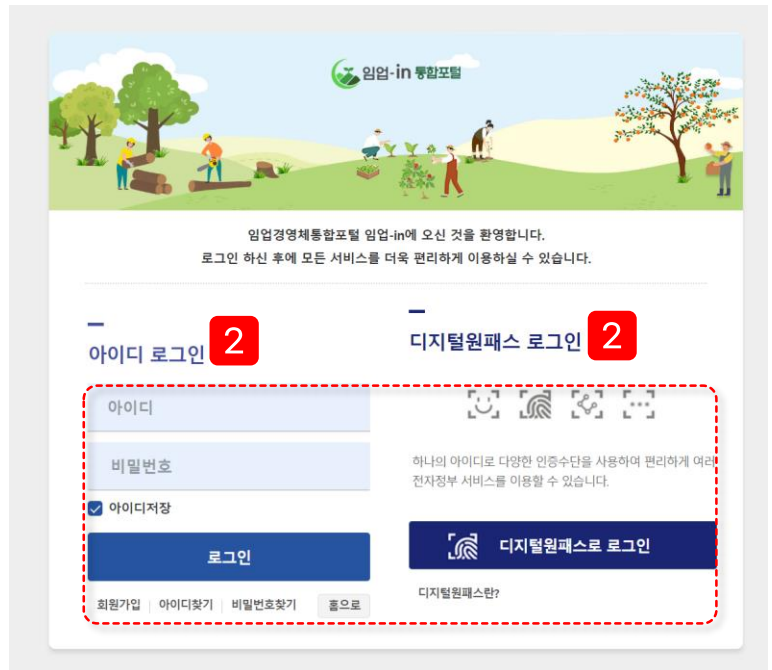 임업-in 통합포털
임업경영체통합포털 임업-in에 오신 것을 환영합니다.
로그인 하신 후에 모든 서비스를 더욱 편리하게 이용하실 수 있습니다.
아이디 로그인 2
아이디
비밀번호
아이디저장
로그인
회원가입 아이디찾기 비밀번호찾기 홈으로
디지털원패스 로그인 2
하나의 아이디로 다양한 인증수단을 사용하여 편리하게 여러
전자정부 서비스를 이용할 수 있습니다.
디지털원패스로 로그인
디지털원패스란?